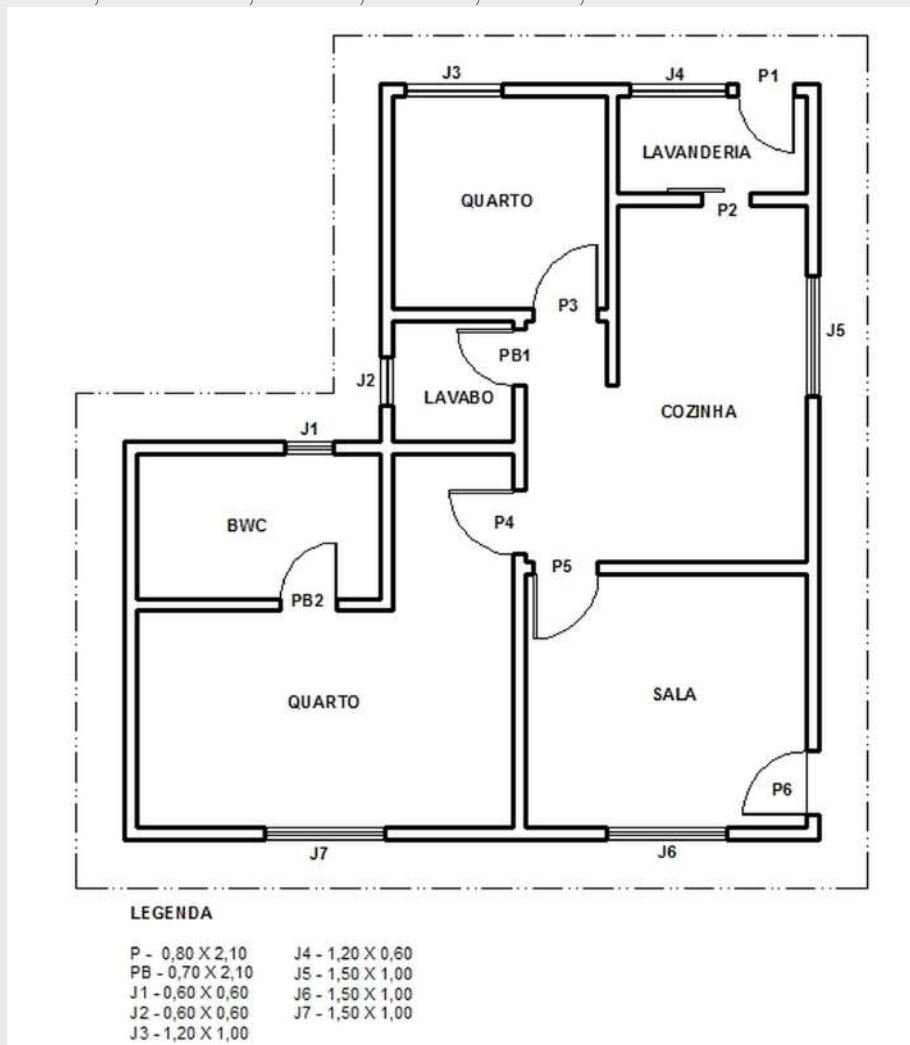 J3
J4
P1
LAVANDERIA
QUARTO
P2
P3
J5
PB1
J2
LAVABO
COZINHA
J1
BWC
P4
P5
PB2
QUARTO
SALA
P6
J7
J6
LEGENDA
P - 0,80 X 2,10
PB - 0,70 X 2,10
J1 - 0,60 X 0,60
J2 - 0,60 X 0,60
J3 - 1,20 X 1,00
J4 - 1,20 X 0,60
J5 - 1,50 X 1,00
J6 - 1,50 X 1,00
J7 - 1,50 X 1,00